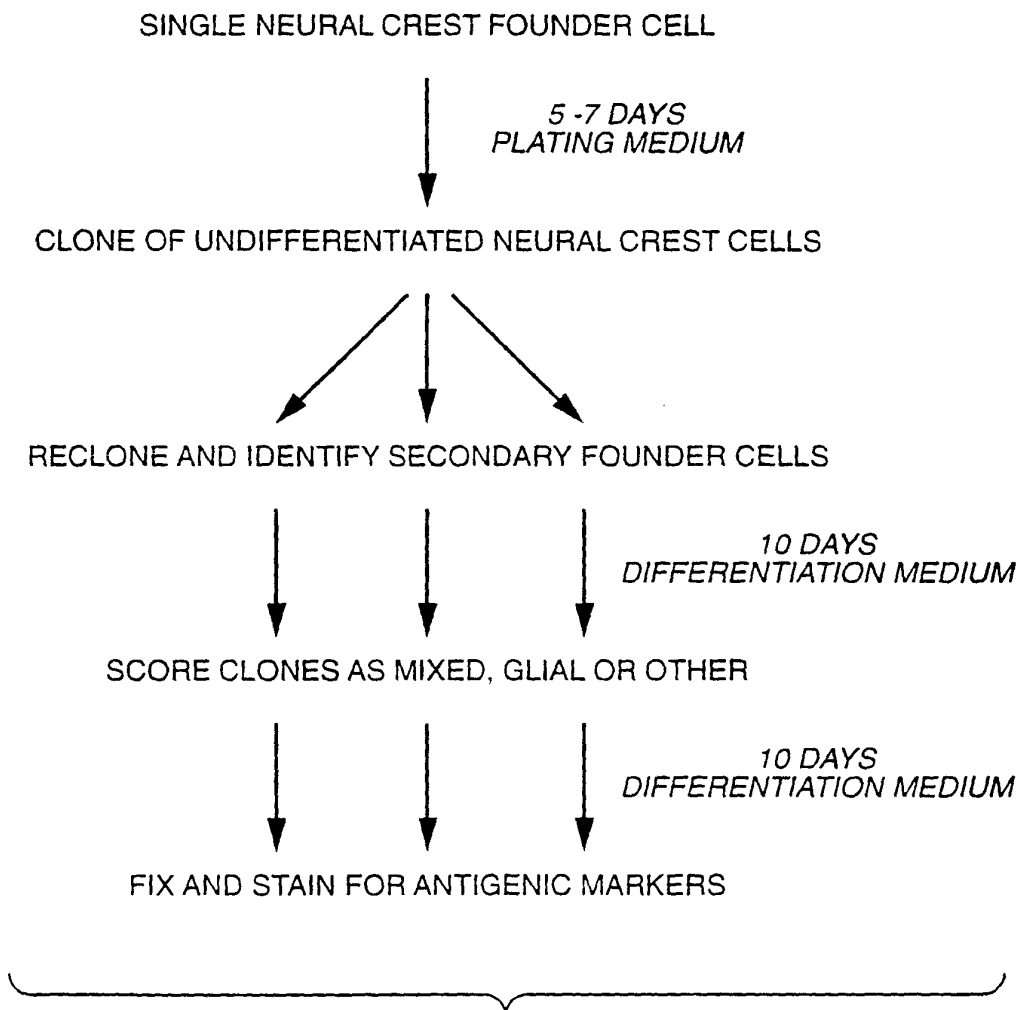 SINGLE NEURAL CREST FOUNDER CELL
5 -7 DAYS
PLATING MEDIUM
CLONE OF UNDIFFERENTIATED NEURAL CREST CELLS
RECLONE AND IDENTIFY SECONDARY FOUNDER CELLS
10 DAYS
DIFFERENTIATION MEDIUM
SCORE CLONES AS MIXED, GLIAL OR OTHER
10 DAYS
DIFFERENTIATION MEDIUM
FIX AND STAIN FOR ANTIGENIC MARKERS